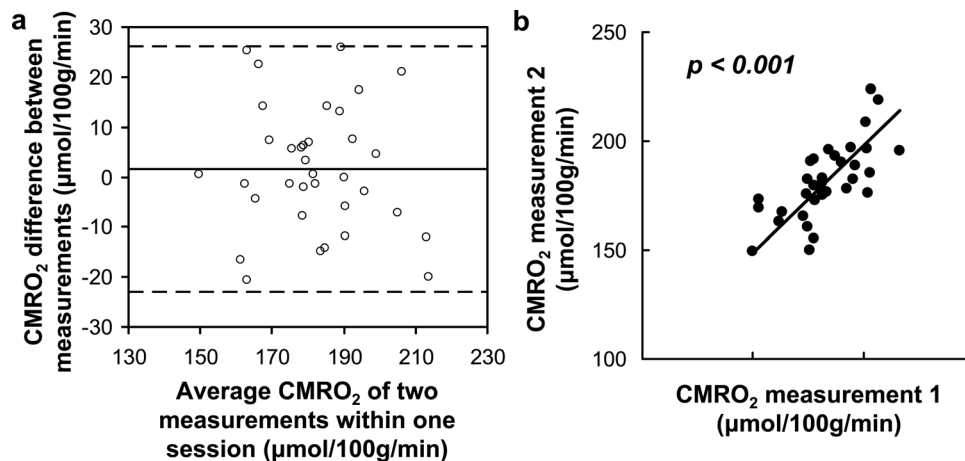 a
CMRO₂ difference between
measurements (μmol/100g/min)
30
20
10
0
-10
-20
-30
130
150
170
190
210
230
Average CMRO₂ of two
measurements within one
session (μmol/100g/min)
b
p < 0.001
CMRO₂ measurement 2
(μmol/100g/min)
250
200
150
100
CMRO₂ measurement 1
(μmol/100g/min)